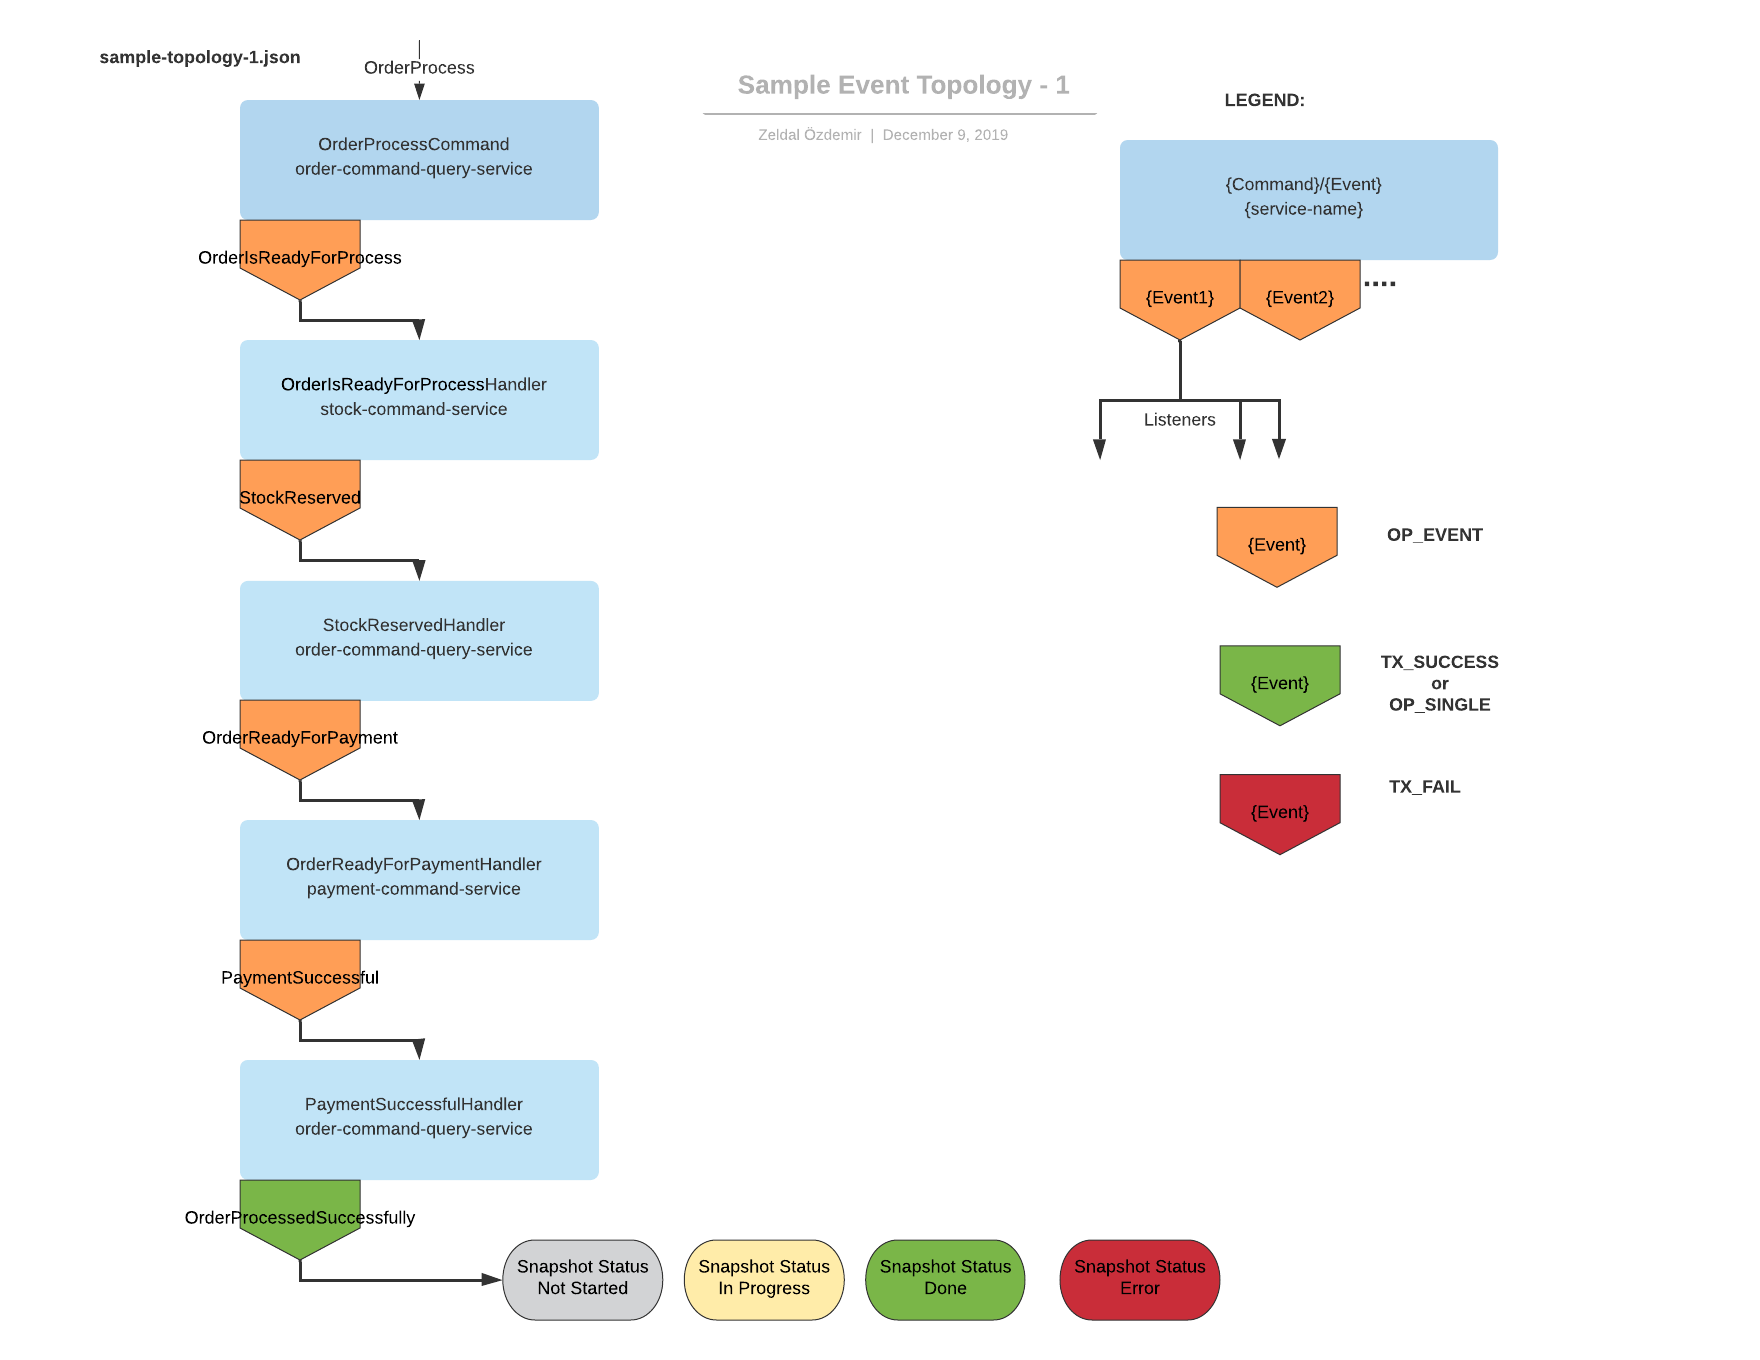 sample-topology-1.json
OrderProcess
OrderProcessCommand
order-command-query-service
OrderIsReadyForProcess
OrderIsReadyForProcessHandler
stock-command-service
StockReserved
StockReservedHandler
order-command-query-service
OrderReadyForPayment
OrderReadyForPaymentHandler
payment-command-service
PaymentSuccessful
PaymentSuccessfulHandler
order-command-query-service
OrderProcessedSuccessfully
Snapshot Status
Not Started
Snapshot Status
In Progress
Snapshot Status
Done
Snapshot Status
Error
Sample Event Topology - 1
Zeldal Özdemir | December 9, 2019
LEGEND:
{Command}/{Event}
{service-name}
{Event1}
{Event2}
....
Listeners
{Event}
OP_EVENT
{Event}
TX_SUCCESS
or
OP_SINGLE
{Event}
TX_FAIL